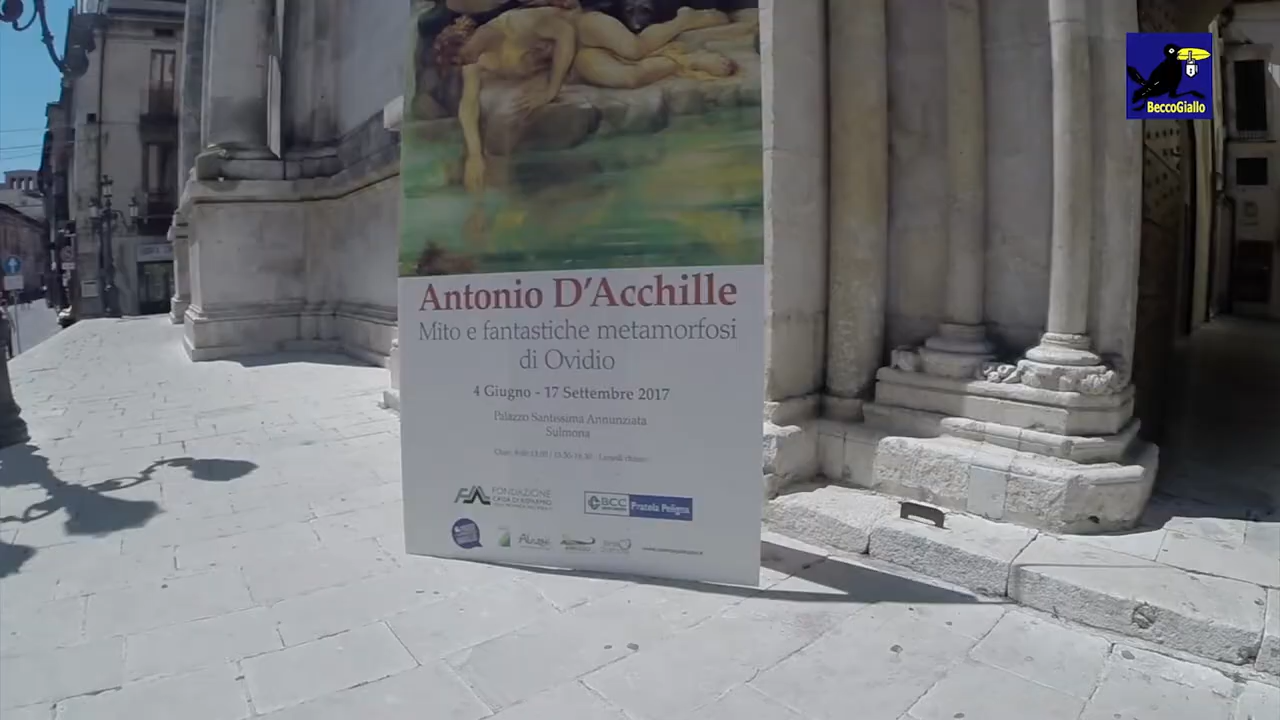 BeccoGiallo
Antonio D'Acchille
Mito e fantastiche metamorfosi
di Ovidio
4 Giugno - 17 Settembre 2017
Palazzo Santissima Annunziata
Sulmona
FONDAZIONE
BCC
Pratola Peligna